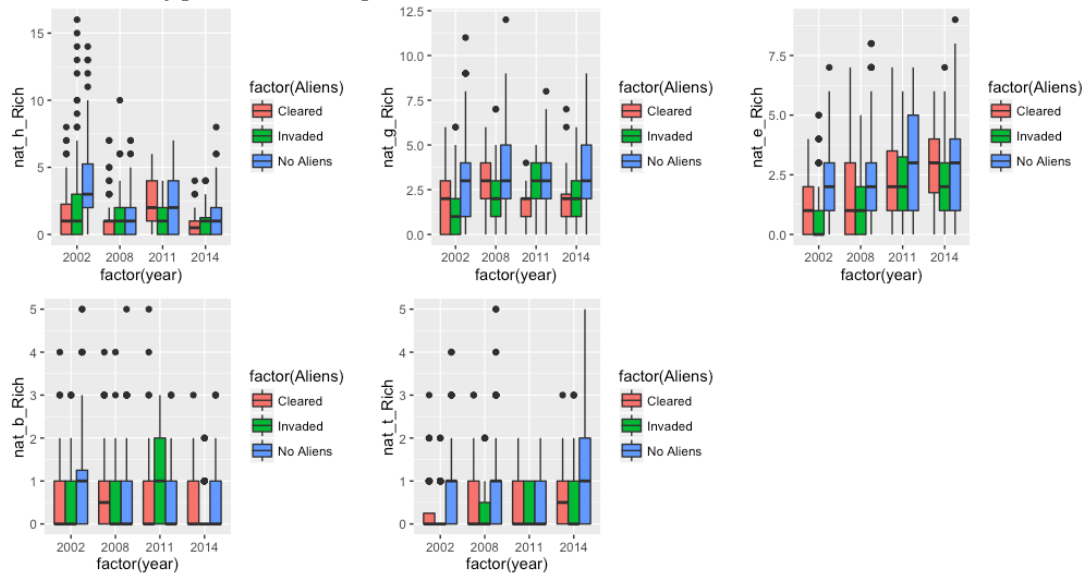 nat_h_Rich
15
10
5
0
2002 2008 2011 2014
factor(year)
factor(Aliens)
Cleared
Invaded
No Aliens
nat_g_Rich
12.5
10.0
7.5
5.0
2.5
0.0
2002 2008 2011 2014
factor(year)
factor(Aliens)
Cleared
Invaded
No Aliens
nat_e_Rich
7.5
5.0
2.5
0.0
2002 2008 2011 2014
factor(year)
factor(Aliens)
Cleared
Invaded
No Aliens
nat_b_Rich
5
4
3
2
1
0
2002 2008 2011 2014
factor(year)
factor(Aliens)
Cleared
Invaded
No Aliens
nat_t_Rich
5
4
3
2
1
0
2002 2008 2011 2014
factor(year)
factor(Aliens)
Cleared
Invaded
No Aliens